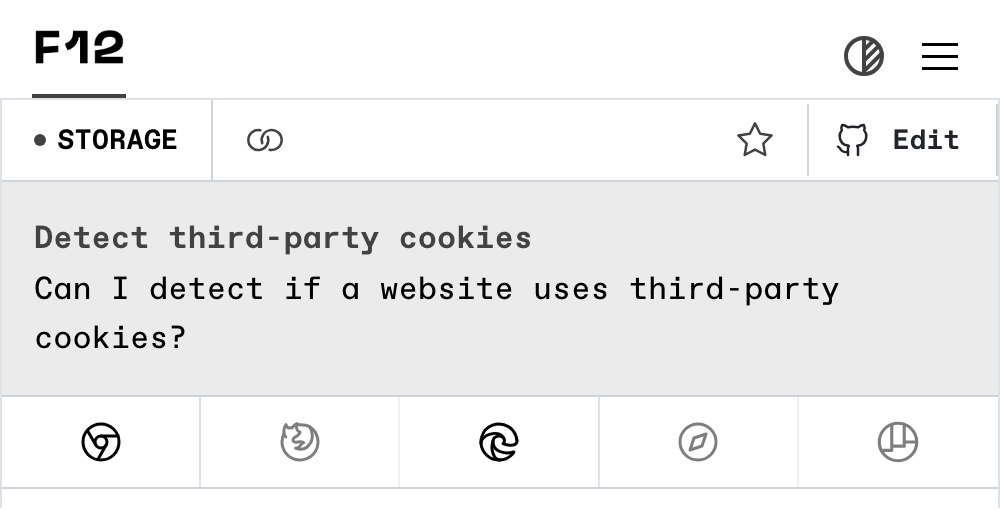 F12
STORAGE
Edit
Detect third-party cookies
Can I detect if a website uses third-party
cookies?